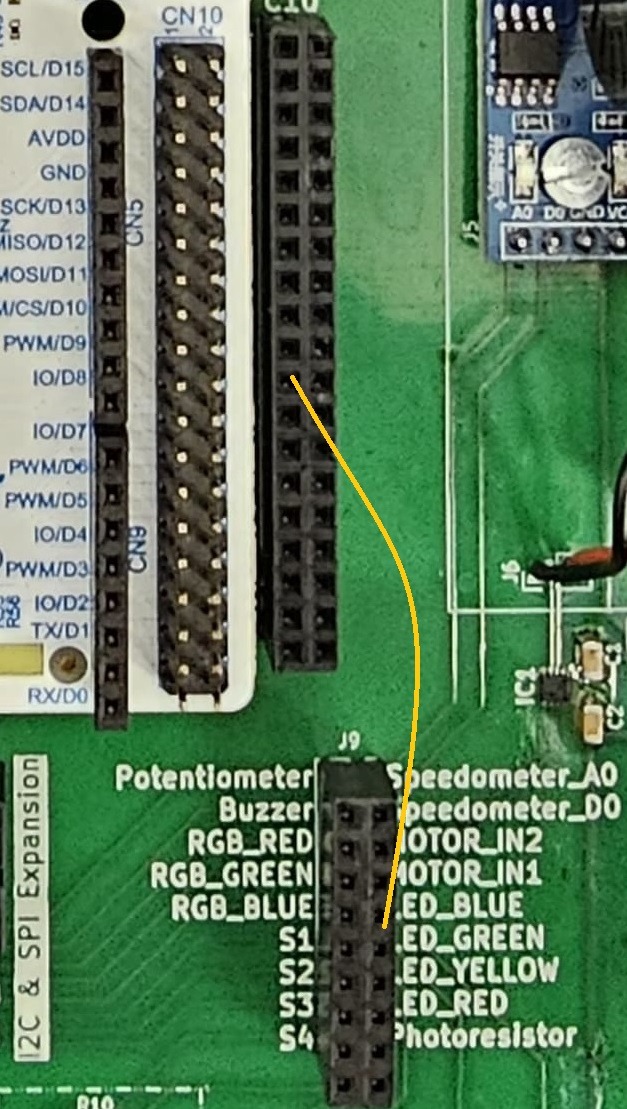 CN10
C10
1
2
SCL/D15
SDA/D14
AVDD
GND
SCK/D13
MISO/D12
MOSI/D11
M/CS/D10
PWM/D9
IO/D8
CN5
IO/D7
PWM/D6
PWM/D5
IO/D4
PWM/D3
IO/D2
TX/D1
RX/D0
CN9
J5
A0 D0 GND VC
J6
IC1
C1
C2
J9
Potentiometer Speedometer_A0
Buzzer Speedometer_D0
RGB_RED MOTOR_IN2
RGB_GREEN MOTOR_IN1
RGB_BLUE LED_BLUE
S1 LED_GREEN
S2 LED_YELLOW
S3 LED_RED
S4 Photoresistor
I2C & SPI Expansion
R10